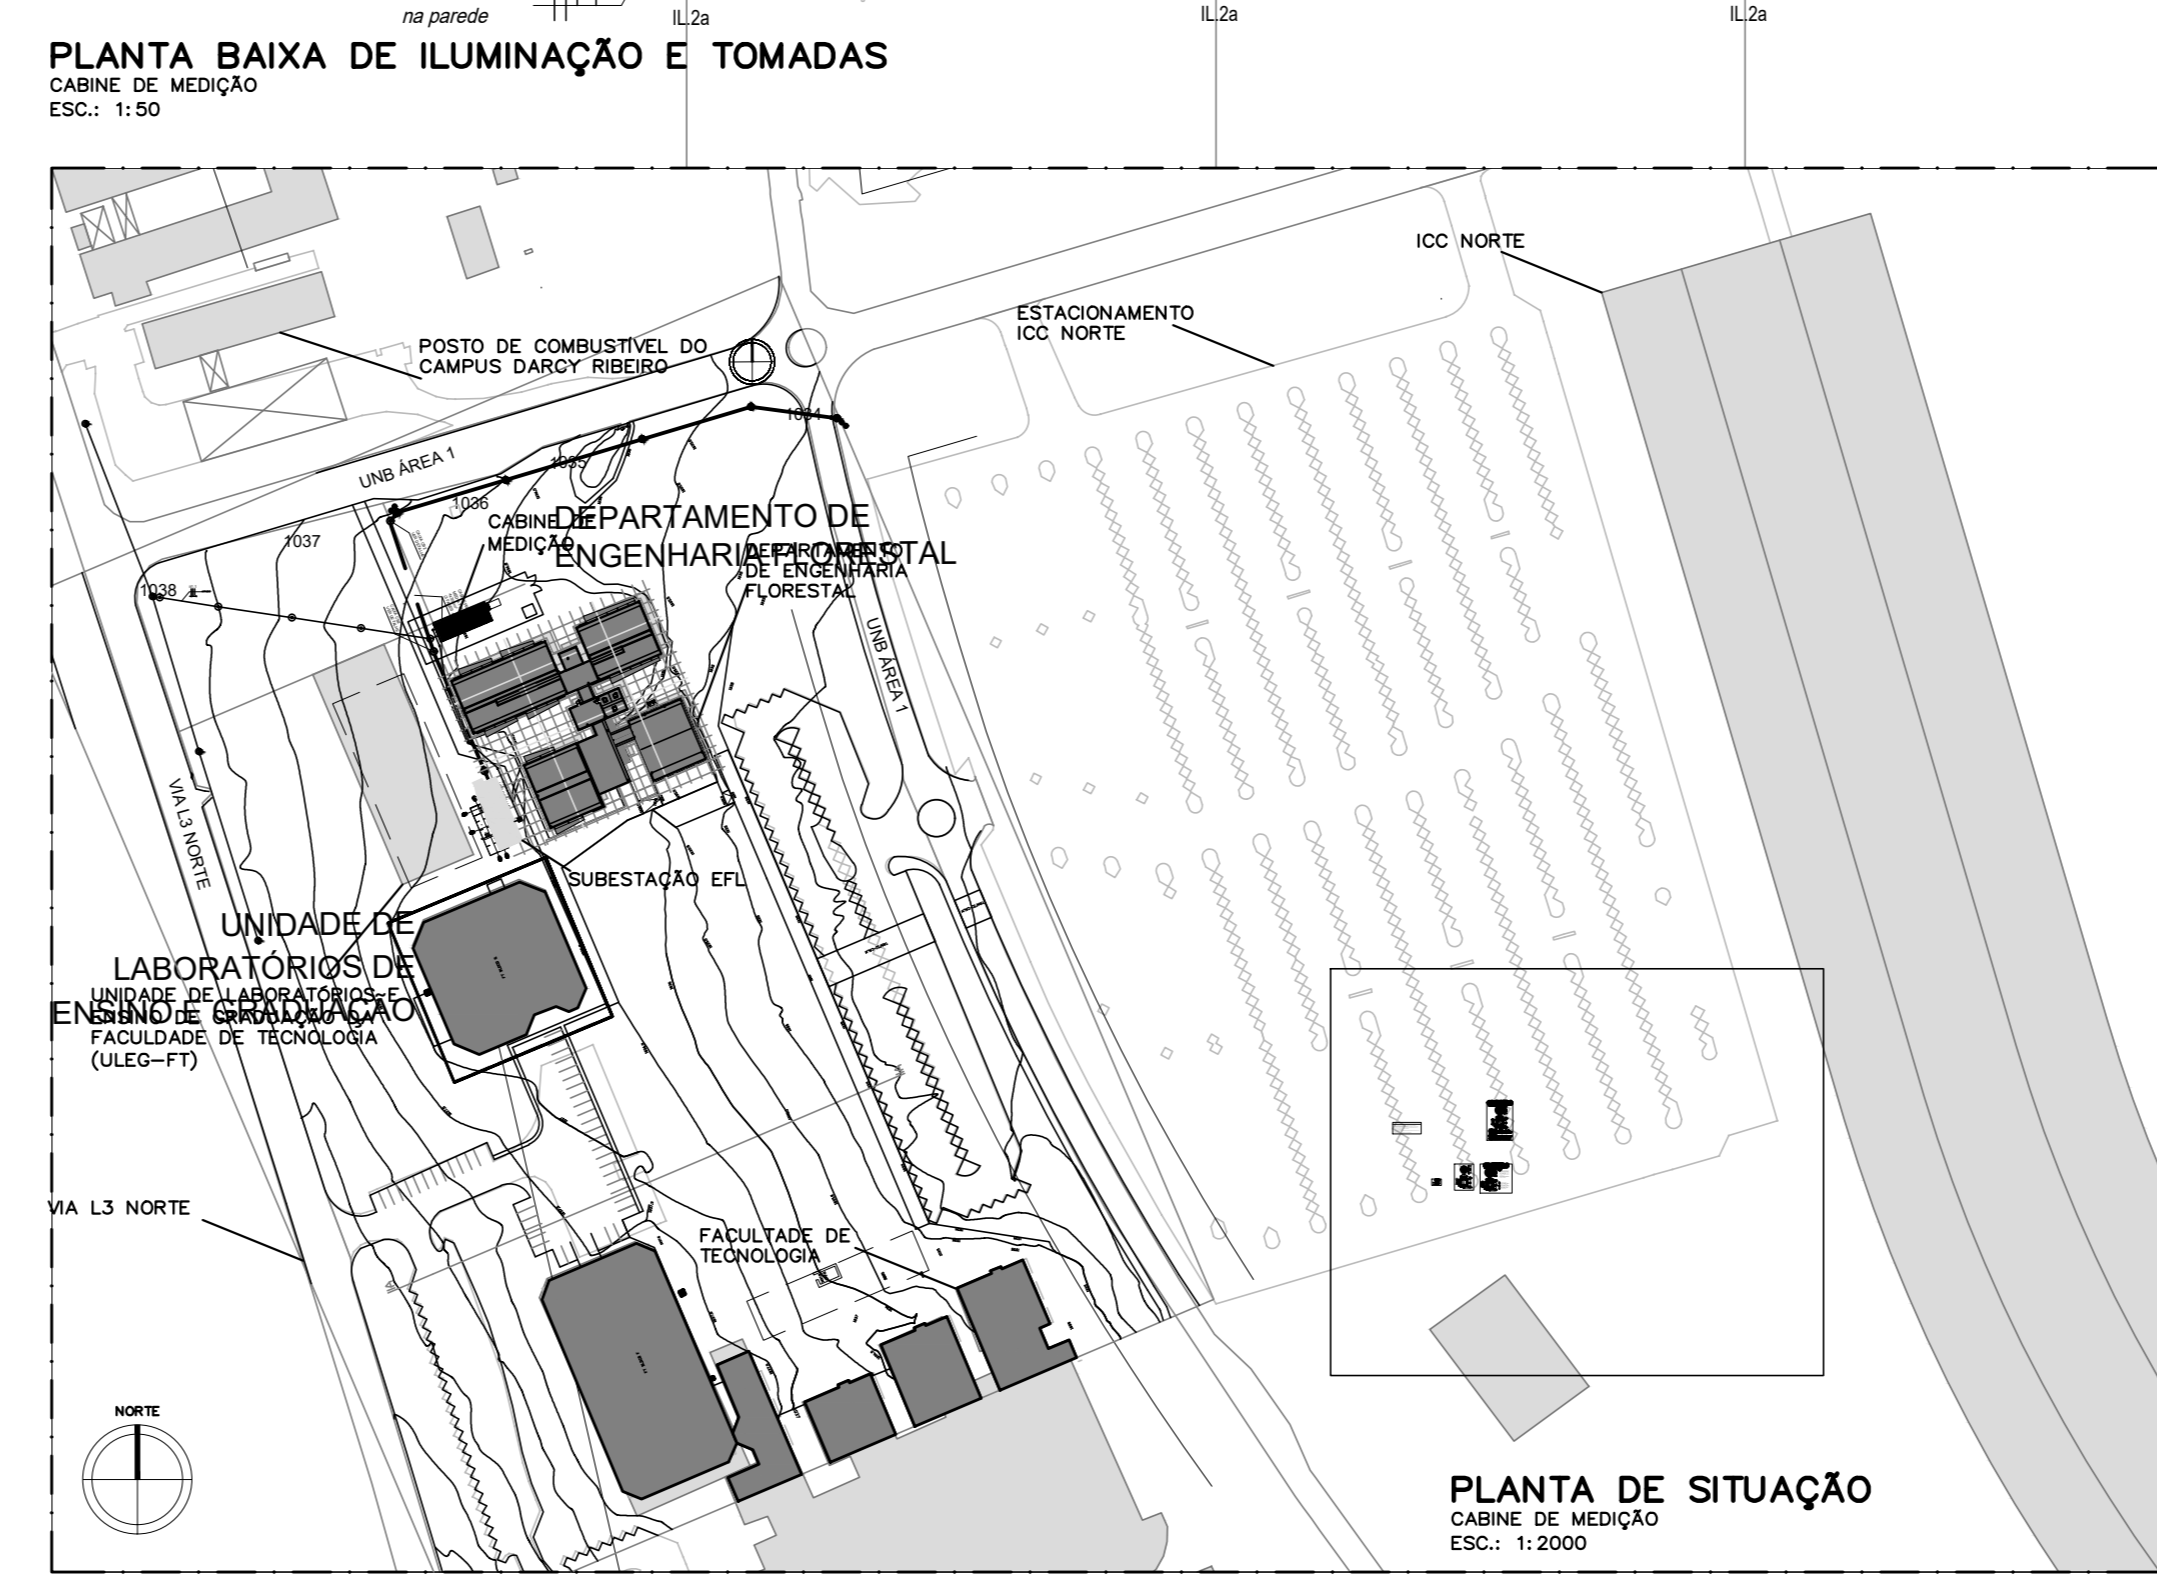 na parede
IL.2a
IL.2a
IL.2a
PLANTA BAIXA DE ILUMINAÇÃO E TOMADAS
CABINE DE MEDIÇÃO
ESC.: 1:50
ICC NORTE
ESTACIONAMENTO
ICC NORTE
POSTO DE COMBUSTÍVEL DO
CAMPUS DARCY RIBEIRO
1034
UNB ÁREA 1
1035
1036
CABINE DE
MEDIÇÃO
DEPARTAMENTO DE
ENGENHARIA FLORESTAL
1037
DEPARTAMENTO
DE ENGENHARIA
FLORESTAL
1038
UNB ÁREA 1
VIA L3 NORTE
SUBESTAÇÃO EFL
UNIDADE DE
LABORATÓRIOS DE
ENSINO E GRADUAÇÃO
UNIDADE DE LABORATÓRIOS E
ENSINO DE GRADUAÇÃO DA
FACULDADE DE TECNOLOGIA
(ULEG-FT)
VIA L3 NORTE
FACULTADE DE
TECNOLOGIA
NORTE
PLANTA DE SITUAÇÃO
CABINE DE MEDIÇÃO
ESC.: 1:2000